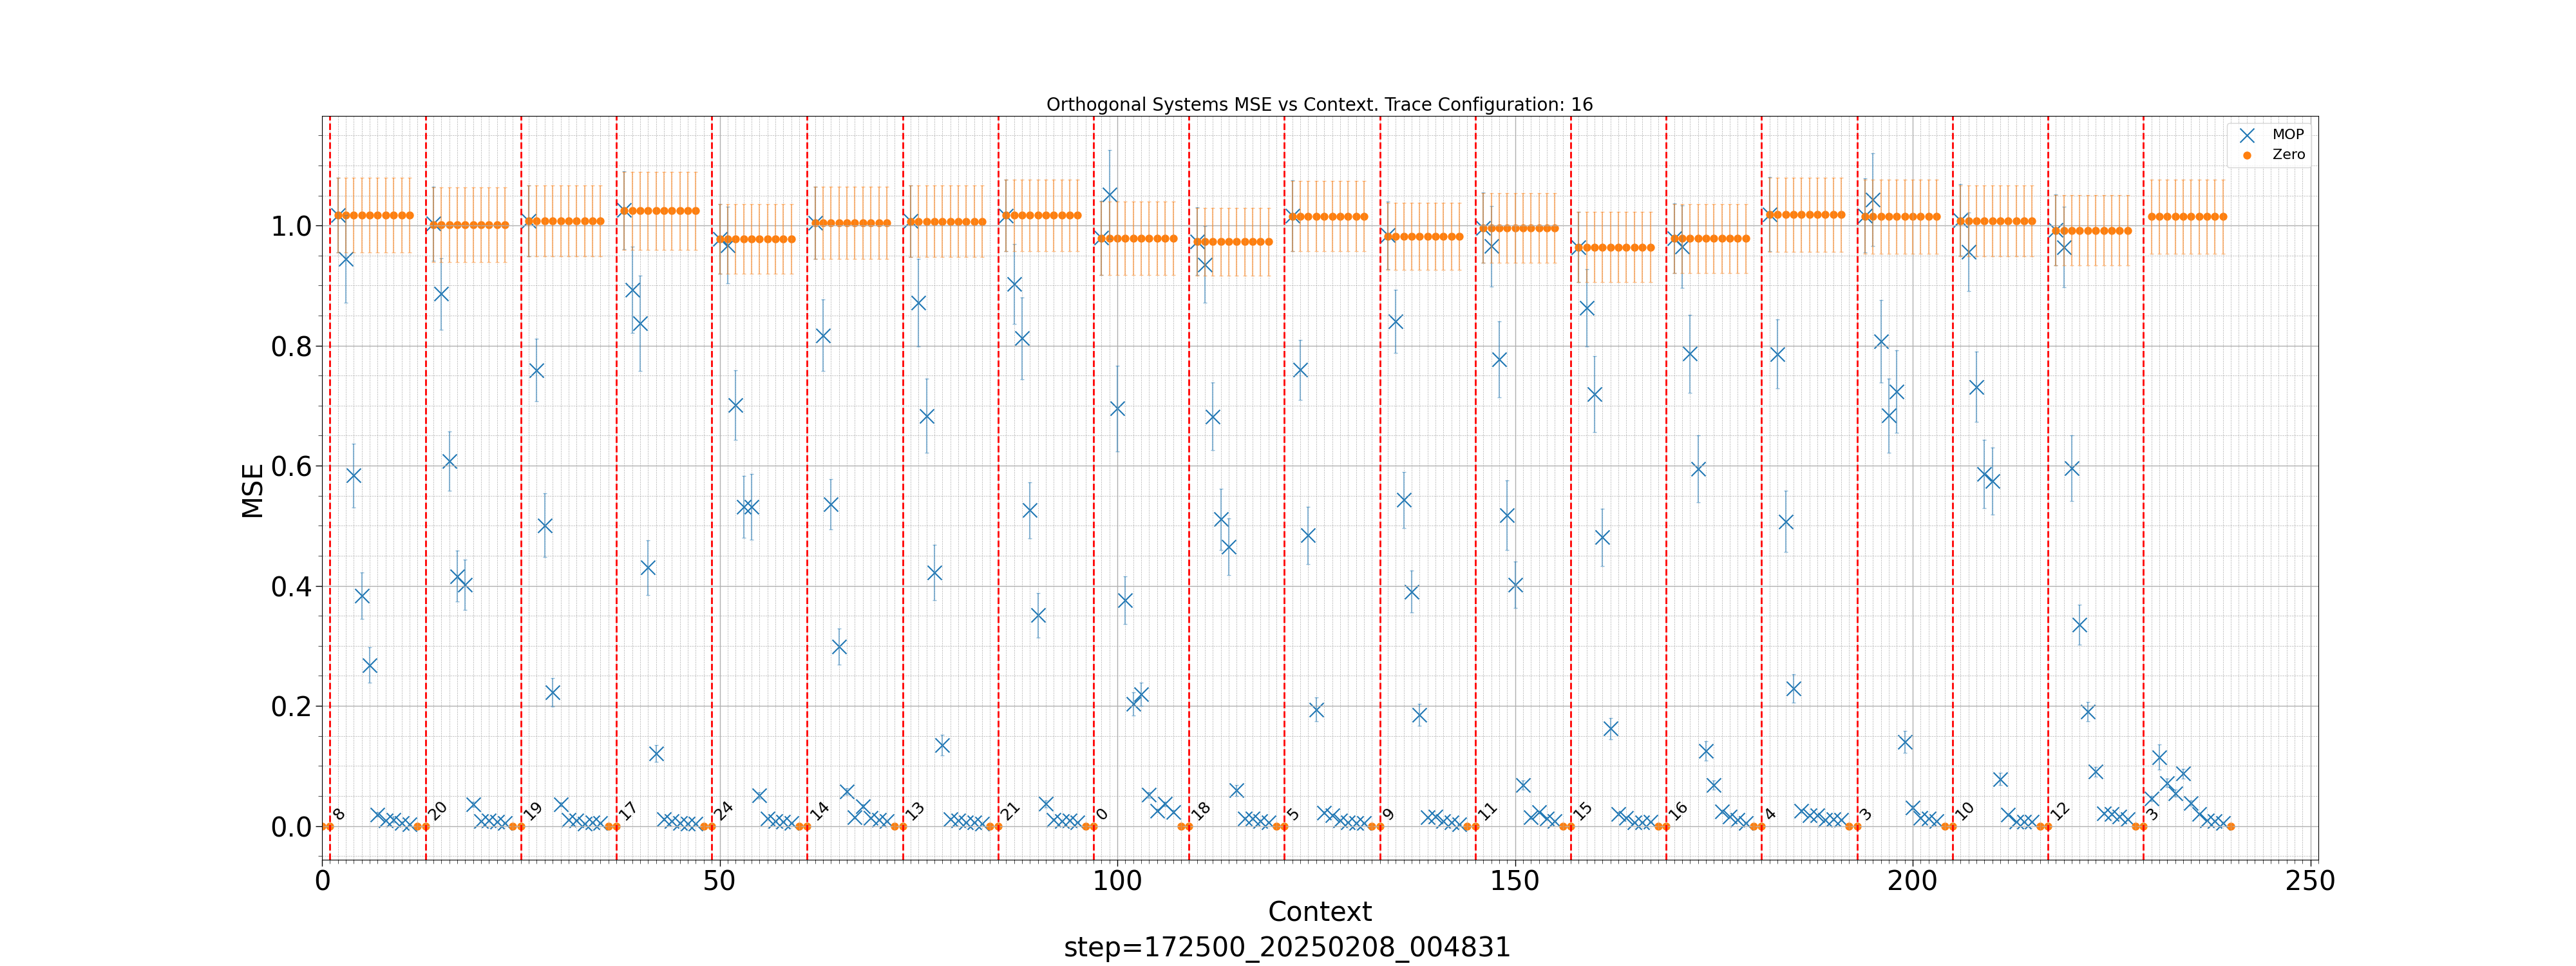 Orthogonal Systems MSE vs Context. Trace Configuration: 16
MOP
Zero
MSE
1.0
0.8
0.6
0.4
0.2
0.0
8 20 19 17 24 14 13 21 0 18 5 9 11 15 16 4 3 10 12 3
0 50 100 150 200 250
Context
step=172500_20250208_004831